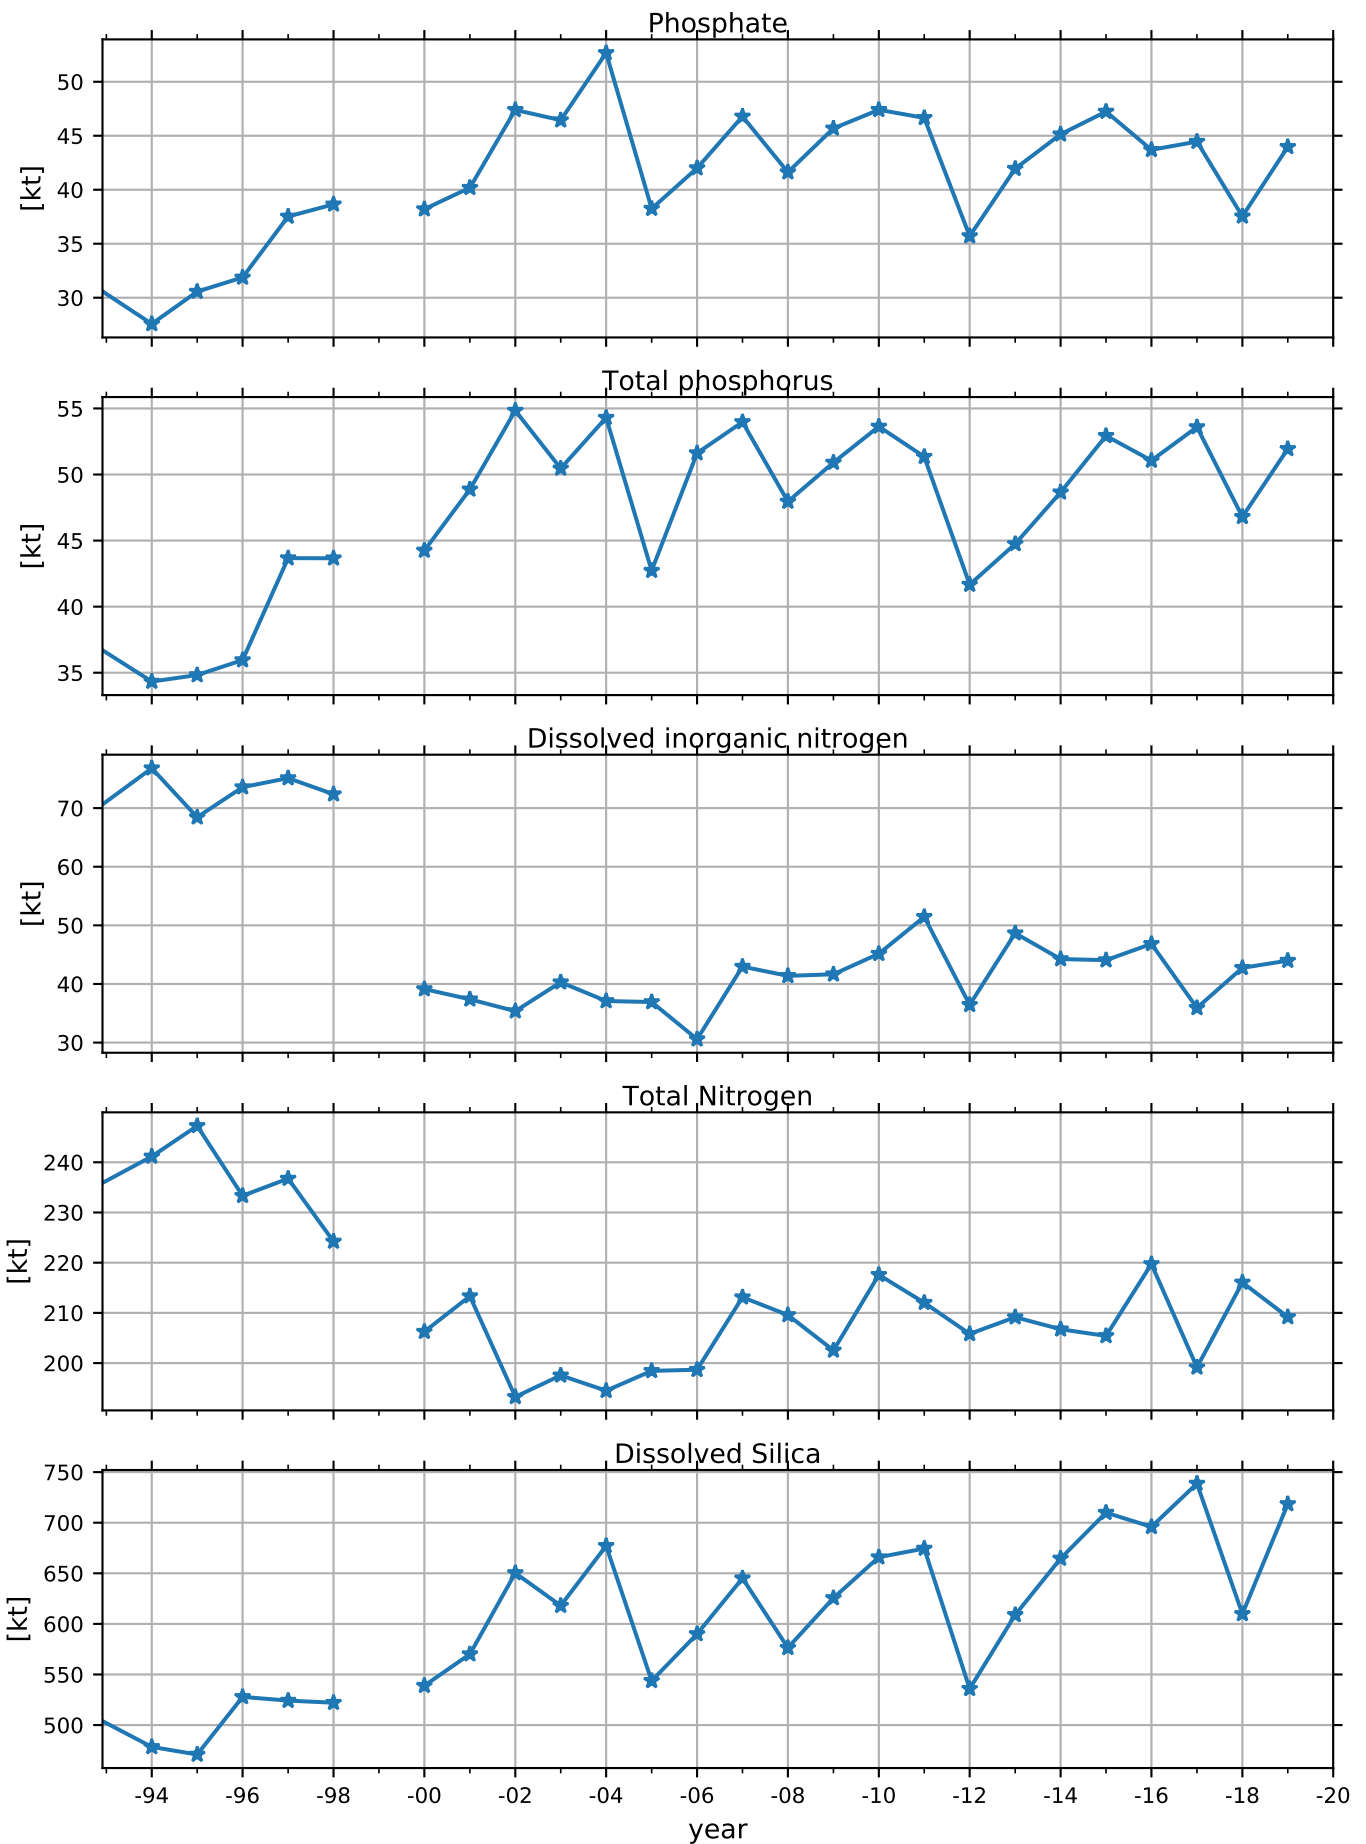 Phosphate
50
45
40
35
30
[kt]
Total phosphorus
55
50
45
40
35
[kt]
Dissolved inorganic nitrogen
70
60
50
40
30
[kt]
Total Nitrogen
240
230
220
210
200
[kt]
Dissolved Silica
750
700
650
600
550
500
[kt]
-94 -96 -98 -00 -02 -04 -06 -08 -10 -12 -14 -16 -18 -20
year